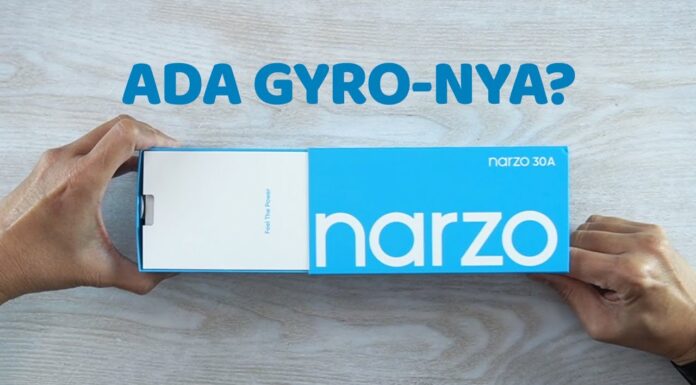 ADA GYRO-NYA?
narzo 30A
Feel The Power
narzo